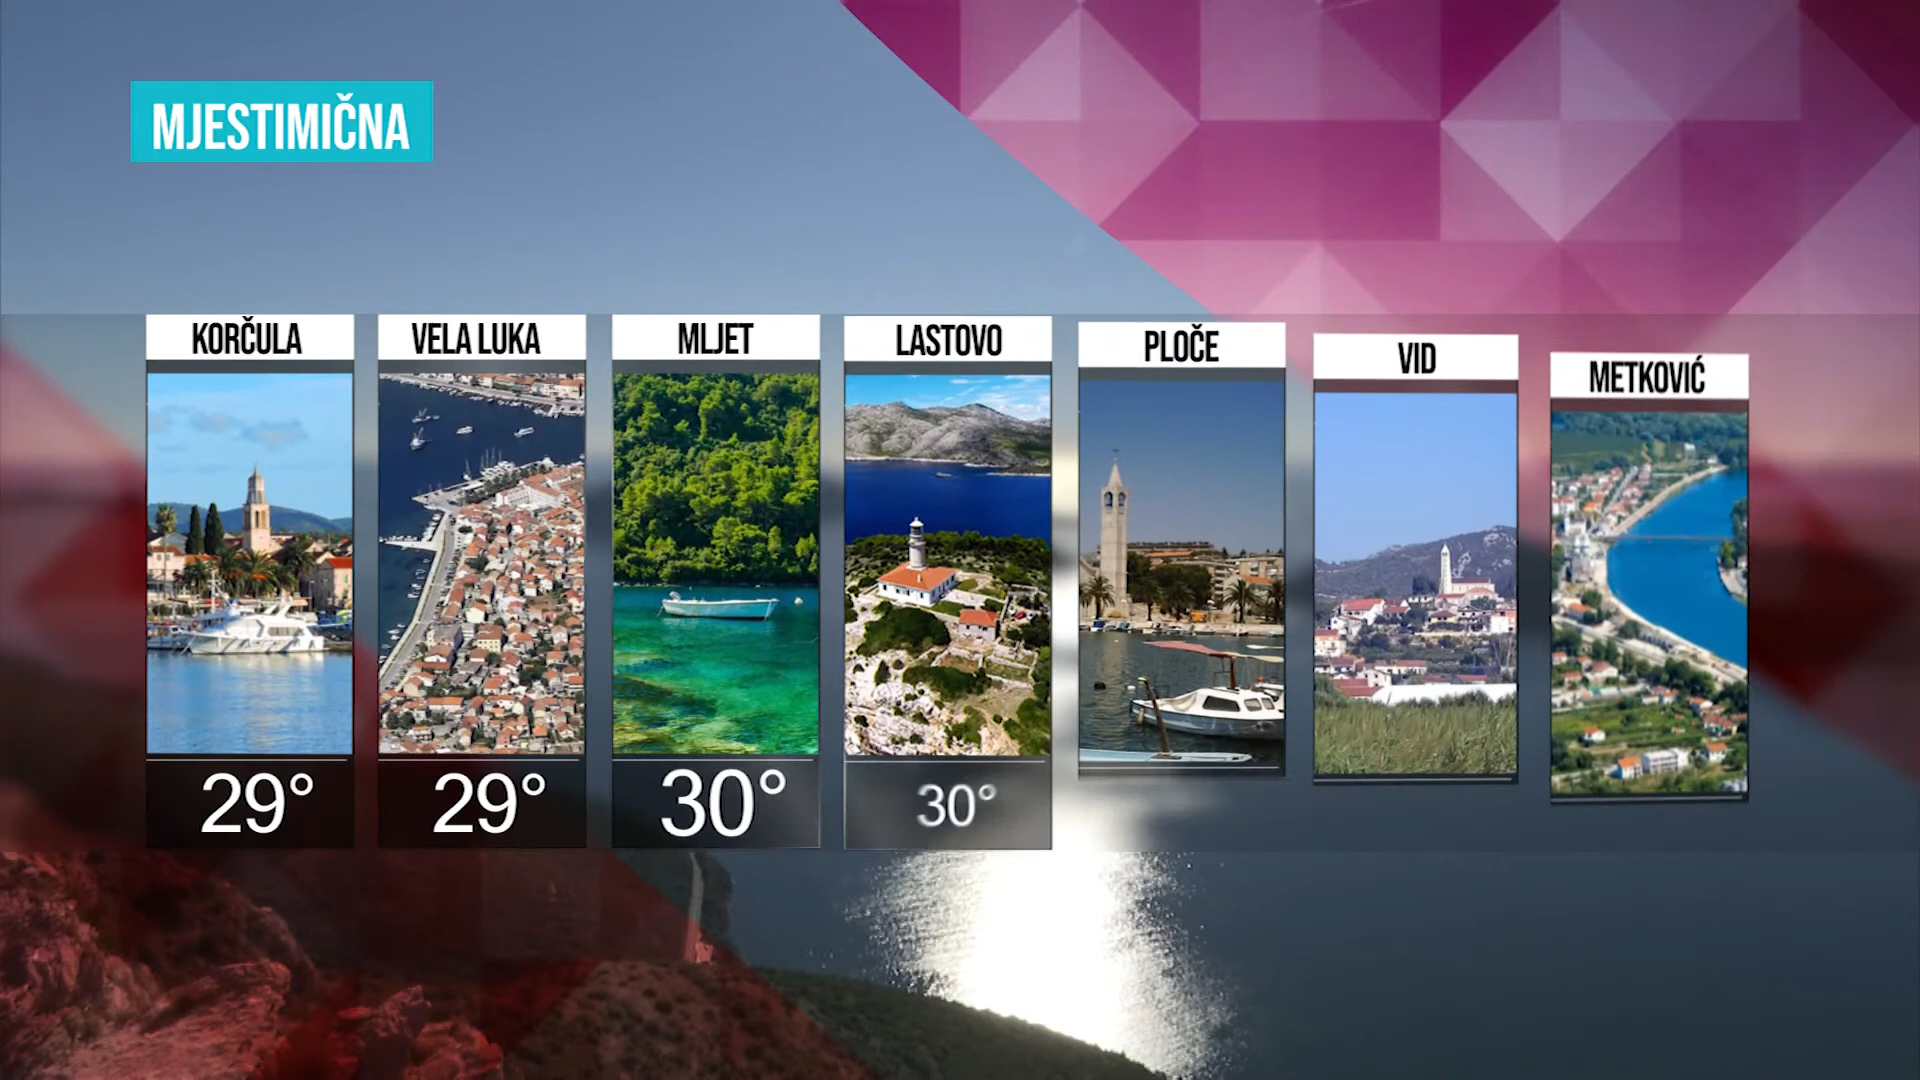 MJESTIMIČNA
KORČULA
VELA LUKA
MLJET
LASTOVO
PLOČE
VID
METKOVIĆ
29°
29°
30°
30°